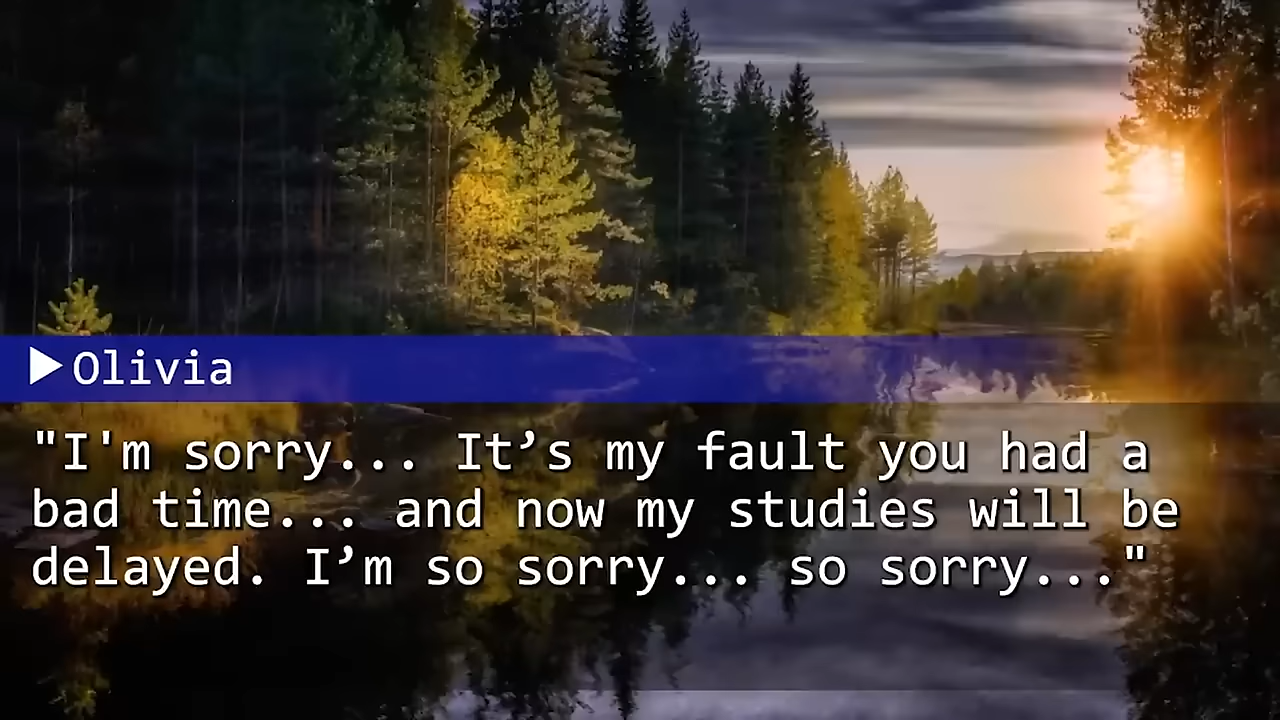 ▶Olivia
"I'm sorry... It’s my fault you had a
bad time... and now my studies will be
delayed. I’m so sorry... so sorry..."